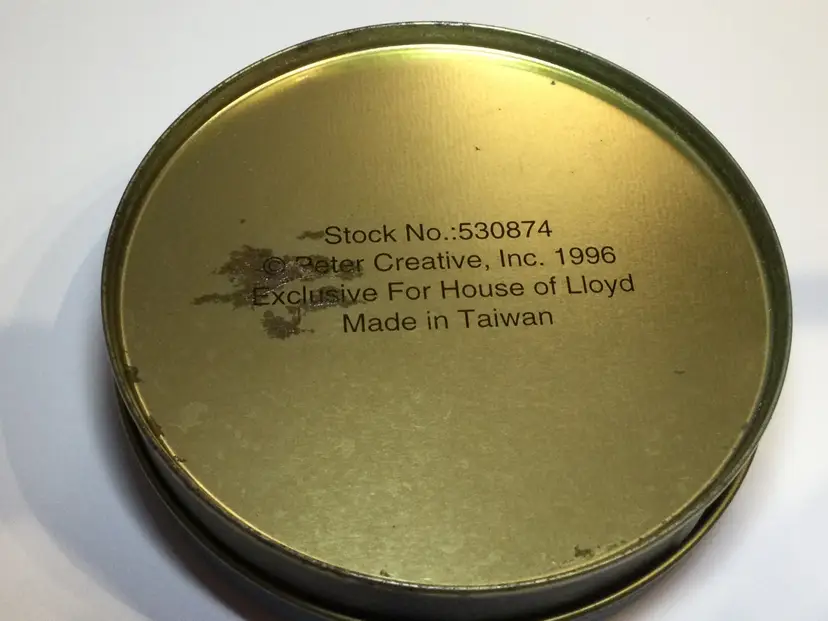 Stock No.:530874
© Peter Creative, Inc. 1996
Exclusive For House of Lloyd
Made in Taiwan